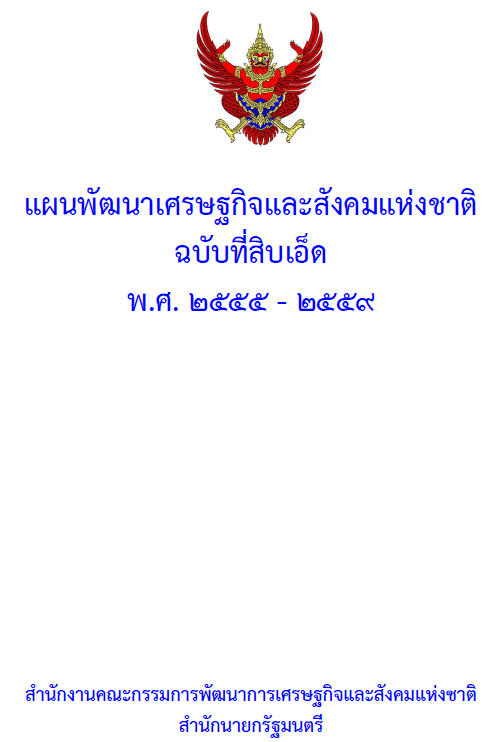 แผนพัฒนาเศรษฐกิจและสังคมแห่งชาติ
ฉบับที่สิบเอ็ด
พ.ศ. ๒๕๕๕ - ๒๕๕๙
สำนักงานคณะกรรมการพัฒนาการเศรษฐกิจและสังคมแห่งชาติ
สำนักนายกรัฐมนตรี